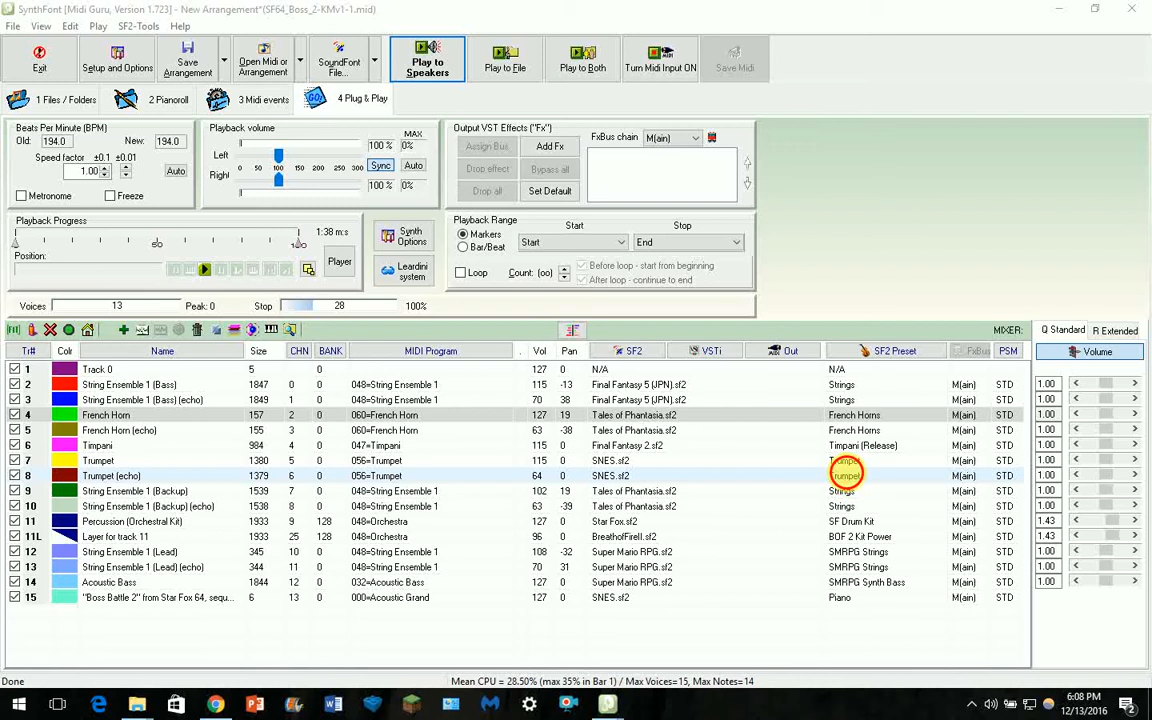 SynthFont [Midi Guru, Version 1.723] - New Arrangement*(SF64_Boss_2-KMv1-1.mid)
File View Edit Play SF2-Tools Help
Exit
Setup and Options
Save Arrangement
Open Midi or Arrangement
SoundFont File...
Play to Speakers
Play to File
Play to Both
Turn Midi Input ON
Save Midi
1 Files / Folders
2 Pianoroll
3 Midi events
4 Plug & Play
Beats Per Minute (BPM)
Old: 194.0 New: 194.0
Speed factor ±0.1 ±0.01
1.00 Auto
Metronome Freeze
Playback volume MAX
Left 100 % 0%
0 50 100 150 200 250 300 Sync Auto
Right 100 % 0%
Output VST Effects ("Fx") FxBus chain M(ain)
Assign Bus Add Fx
Drop effect Bypass all
Drop all Set Default
Playback Progress
1:38 m:s
Position:
Player
Synth Options
Leardini system
Playback Range Start Stop
Markers Start End
Bar/Beat
Loop Count: (oo) Before loop - start from beginning
After loop - continue to end
Voices 13 Peak: 0 Stop 28 100%
MIXER: Q Standard R Extended
Tr# Colr Name Size CHN BANK MIDI Program . Vol Pan SF2 VSTi Out SF2 Preset FxBus PSM Volume
1 Track 0 5 127 0 N/A N/A
2 String Ensemble 1 (Bass) 1847 0 0 048=String Ensemble 1 115 -13 Final Fantasy 5 (JPN).sf2 Strings M(ain) STD 1.00
3 String Ensemble 1 (Bass) (echo) 1849 1 0 048=String Ensemble 1 70 38 Final Fantasy 5 (JPN).sf2 Strings M(ain) STD 1.00
4 French Horn 157 2 0 060=French Horn 127 19 Tales of Phantasia.sf2 French Horns M(ain) STD 1.00
5 French Horn (echo) 155 3 0 060=French Horn 63 -38 Tales of Phantasia.sf2 French Horns M(ain) STD 1.00
6 Timpani 984 4 0 047=Timpani 115 0 Final Fantasy 2.sf2 Timpani (Release) M(ain) STD 1.00
7 Trumpet 1380 5 0 056=Trumpet 115 0 SNES.sf2 Trumpet M(ain) STD 1.00
8 Trumpet (echo) 1379 6 0 056=Trumpet 64 0 SNES.sf2 Trumpet M(ain) STD 1.00
9 String Ensemble 1 (Backup) 1539 7 0 048=String Ensemble 1 102 19 Tales of Phantasia.sf2 Strings M(ain) STD 1.00
10 String Ensemble 1 (Backup) (echo) 1538 8 0 048=String Ensemble 1 63 -39 Tales of Phantasia.sf2 Strings M(ain) STD 1.00
11 Percussion (Orchestral Kit) 1933 9 128 048=Orchestra 127 0 Star Fox.sf2 SF Drum Kit M(ain) STD 1.43
11L Layer for track 11 1933 25 128 048=Orchestra 96 0 BreathofFireII.sf2 BOF 2 Kit Power M(ain) STD 1.43
12 String Ensemble 1 (Lead) 345 10 0 048=String Ensemble 1 108 -32 Super Mario RPG.sf2 SMRPG Strings M(ain) STD 1.00
13 String Ensemble 1 (Lead) (echo) 344 11 0 048=String Ensemble 1 70 31 Super Mario RPG.sf2 SMRPG Strings M(ain) STD 1.00
14 Acoustic Bass 1844 12 0 032=Acoustic Bass 127 0 Super Mario RPG.sf2 SMRPG Synth Bass M(ain) STD 1.00
15 "Boss Battle 2" from Star Fox 64, sequ... 6 13 0 000=Acoustic Grand 127 0 SNES.sf2 Piano M(ain) STD 1.00
Done Mean CPU = 28.50% (max 35% in Bar 1) / Max Voices=15, Max Notes=14
6:08 PM
12/13/2016